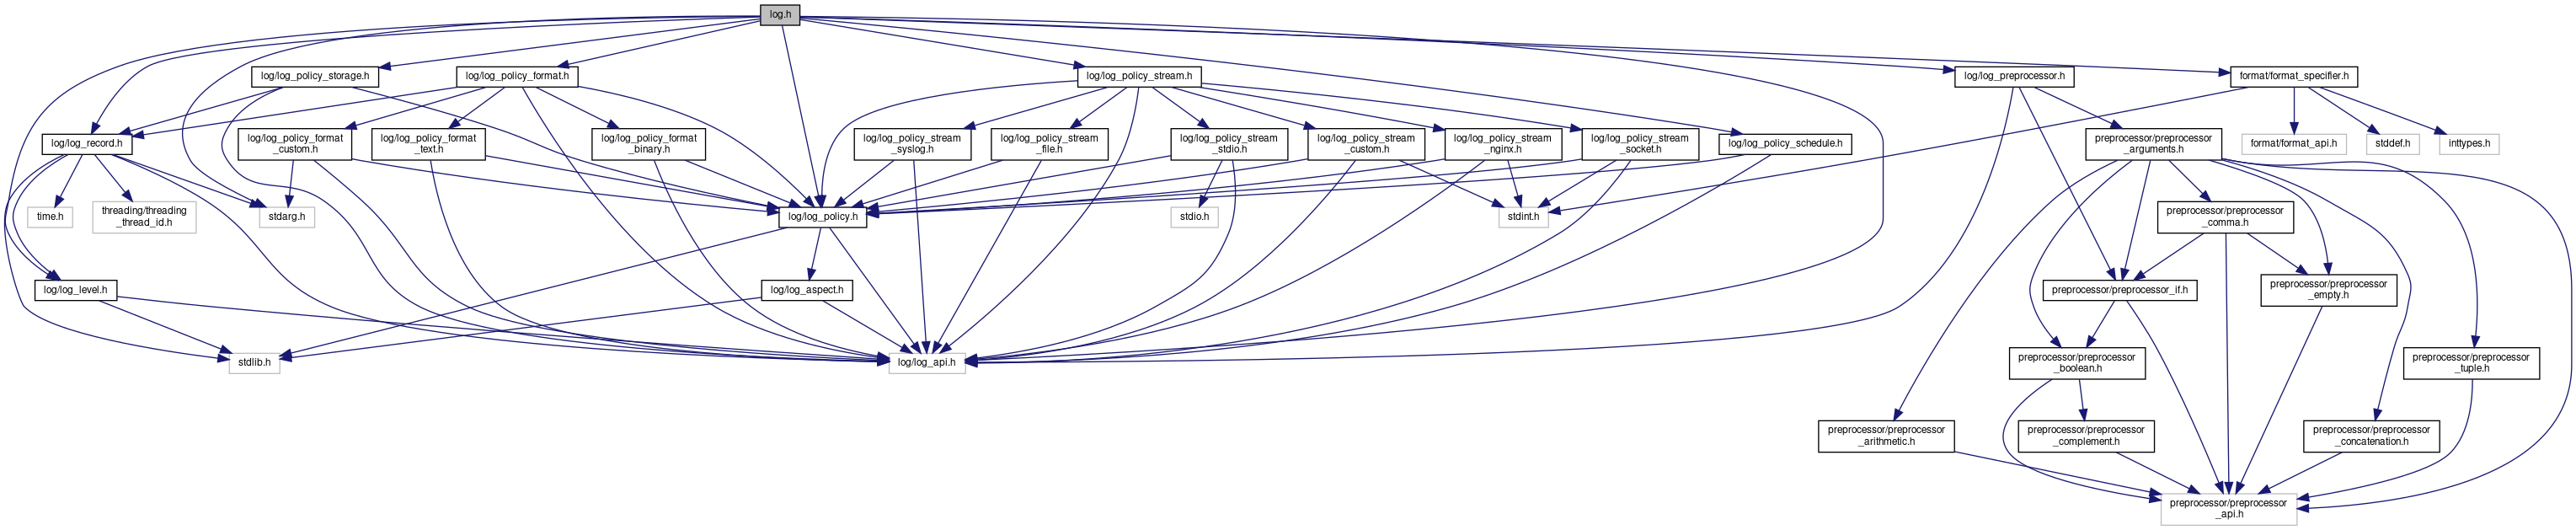 log.h
log/log_policy_storage.h
log/log_policy_format.h
log/log_policy_stream.h
log/log_preprocessor.h
format/format_specifier.h
log/log_record.h
log/log_policy_format
_custom.h
log/log_policy_format
_text.h
log/log_policy_format
_binary.h
log/log_policy_stream
_syslog.h
log/log_policy_stream
_file.h
log/log_policy_stream
_stdio.h
log/log_policy_stream
_custom.h
log/log_policy_stream
_nginx.h
log/log_policy_stream
_socket.h
log/log_policy_schedule.h
preprocessor/preprocessor
_arguments.h
format/format_api.h
stddef.h
inttypes.h
time.h
threading/threading
_thread_id.h
stdarg.h
log/log_policy.h
stdio.h
stdint.h
preprocessor/preprocessor
_comma.h
log/log_level.h
log/log_aspect.h
preprocessor/preprocessor_if.h
preprocessor/preprocessor
_empty.h
stdlib.h
log/log_api.h
preprocessor/preprocessor
_boolean.h
preprocessor/preprocessor
_tuple.h
preprocessor/preprocessor
_arithmetic.h
preprocessor/preprocessor
_complement.h
preprocessor/preprocessor
_concatenation.h
preprocessor/preprocessor
_api.h